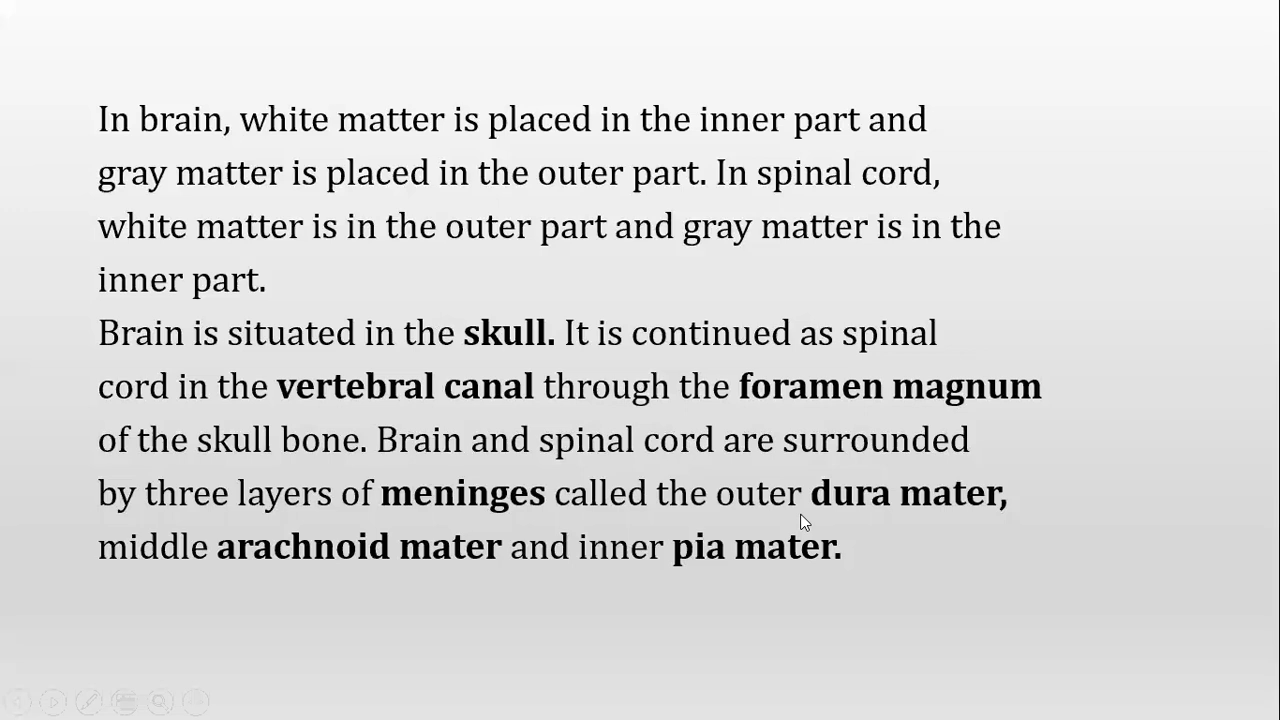 In brain, white matter is placed in the inner part and
gray matter is placed in the outer part. In spinal cord,
white matter is in the outer part and gray matter is in the
inner part.
Brain is situated in the skull. It is continued as spinal
cord in the vertebral canal through the foramen magnum
of the skull bone. Brain and spinal cord are surrounded
by three layers of meninges called the outer dura mater,
middle arachnoid mater and inner pia mater.